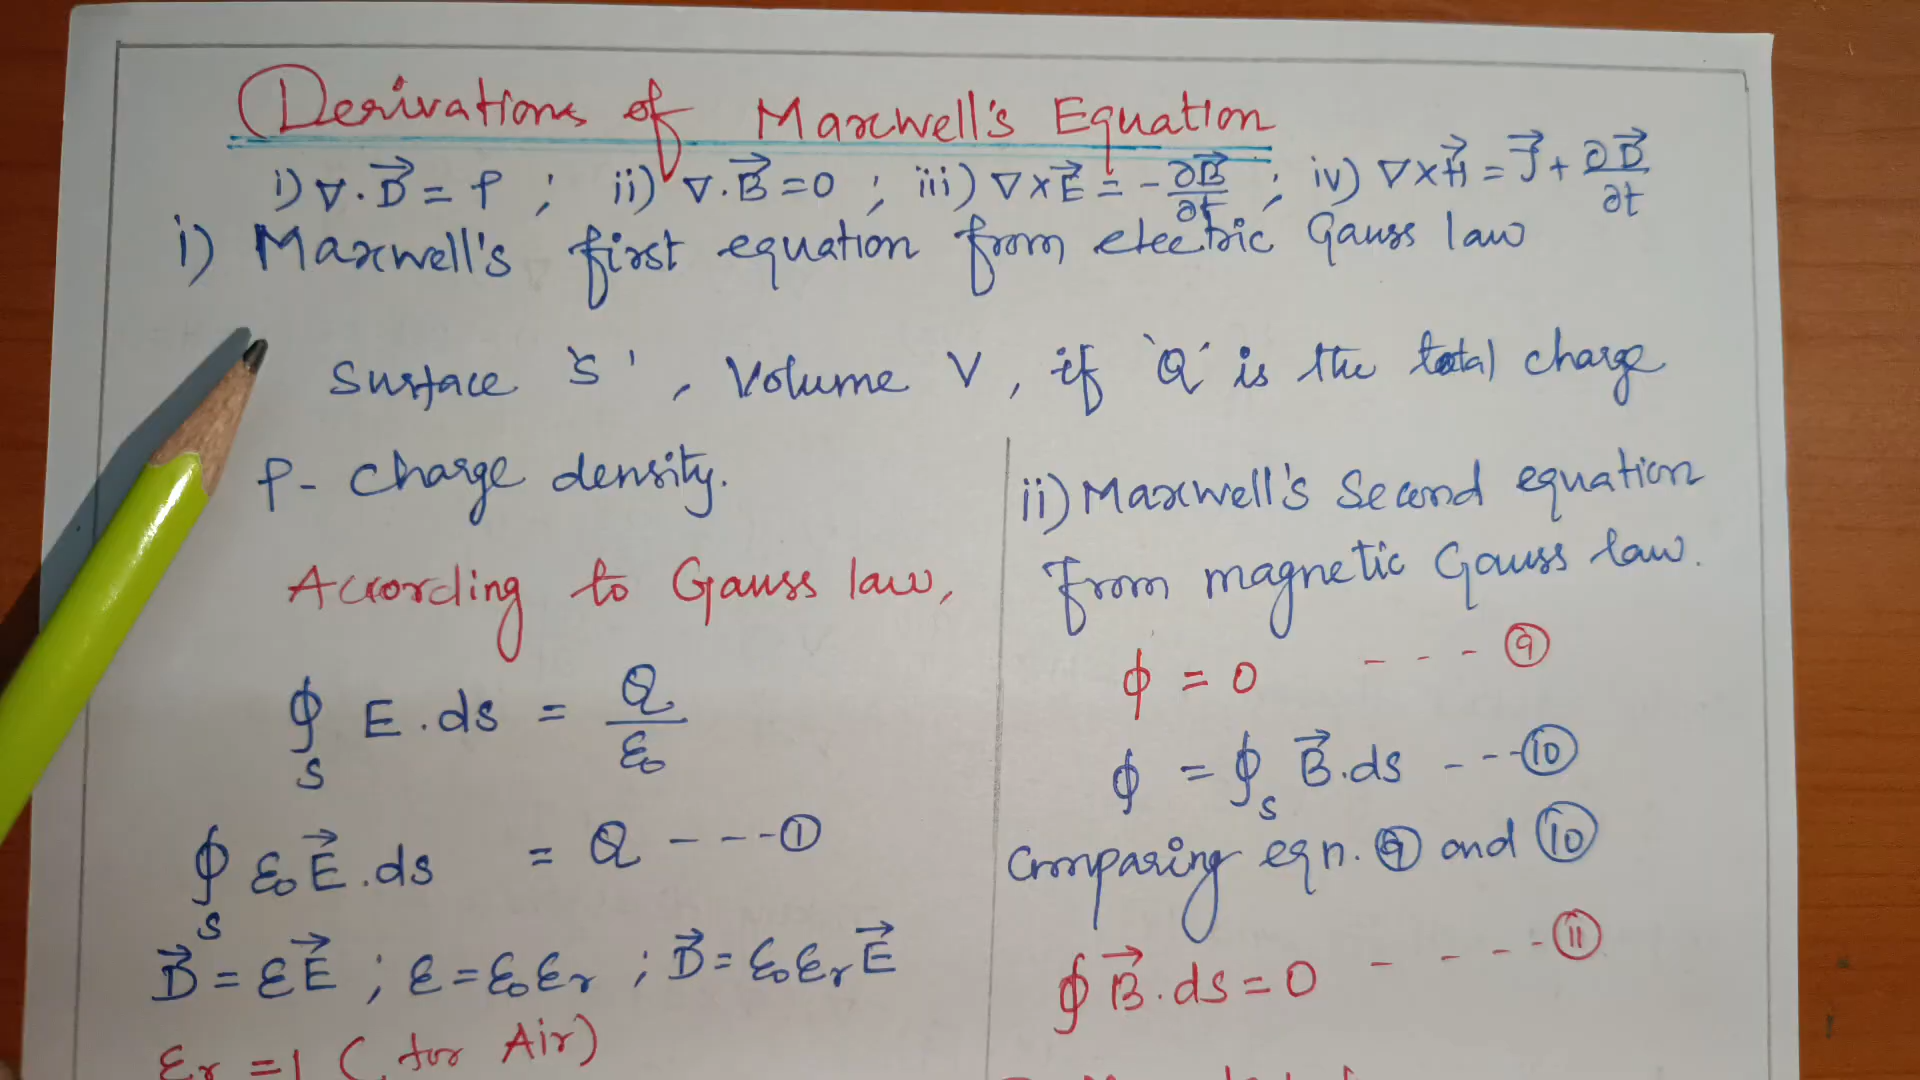 Derivations of Maxwell's Equation
i) ∇.D⃗ = ρ ; ii) ∇.B⃗ = 0 ; iii) ∇×E⃗ = -∂B⃗/∂t ; iv) ∇×H⃗ = J⃗ + ∂D⃗/∂t
i) Maxwell's first equation from electric Gauss law
Surface 's', Volume V, if 'Q' is the total charge
ρ - charge density.
According to Gauss law,
∮S E.ds = Q/ε₀
∮S ε₀E⃗.ds = Q ---①
D⃗ = εE⃗ ; ε = ε₀εr ; D⃗ = ε₀εrE⃗
εr = 1 (for Air)
ii) Maxwell's Second equation
from magnetic Gauss law.
ϕ = 0 ---⑨
ϕ = ∮S B⃗.ds ---⑩
Comparing eqn. ⑨ and ⑩
∮ B⃗.ds = 0 ----⑪